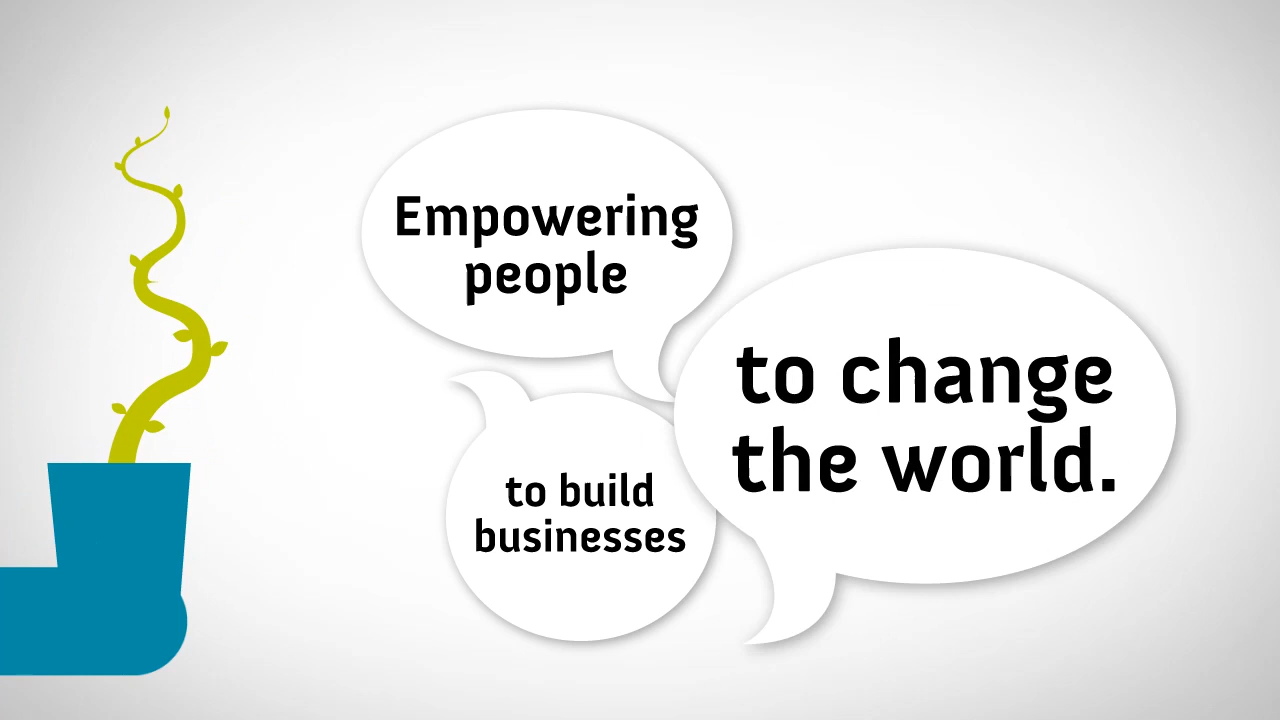 Empowering
people
to build
businesses
to change
the world.